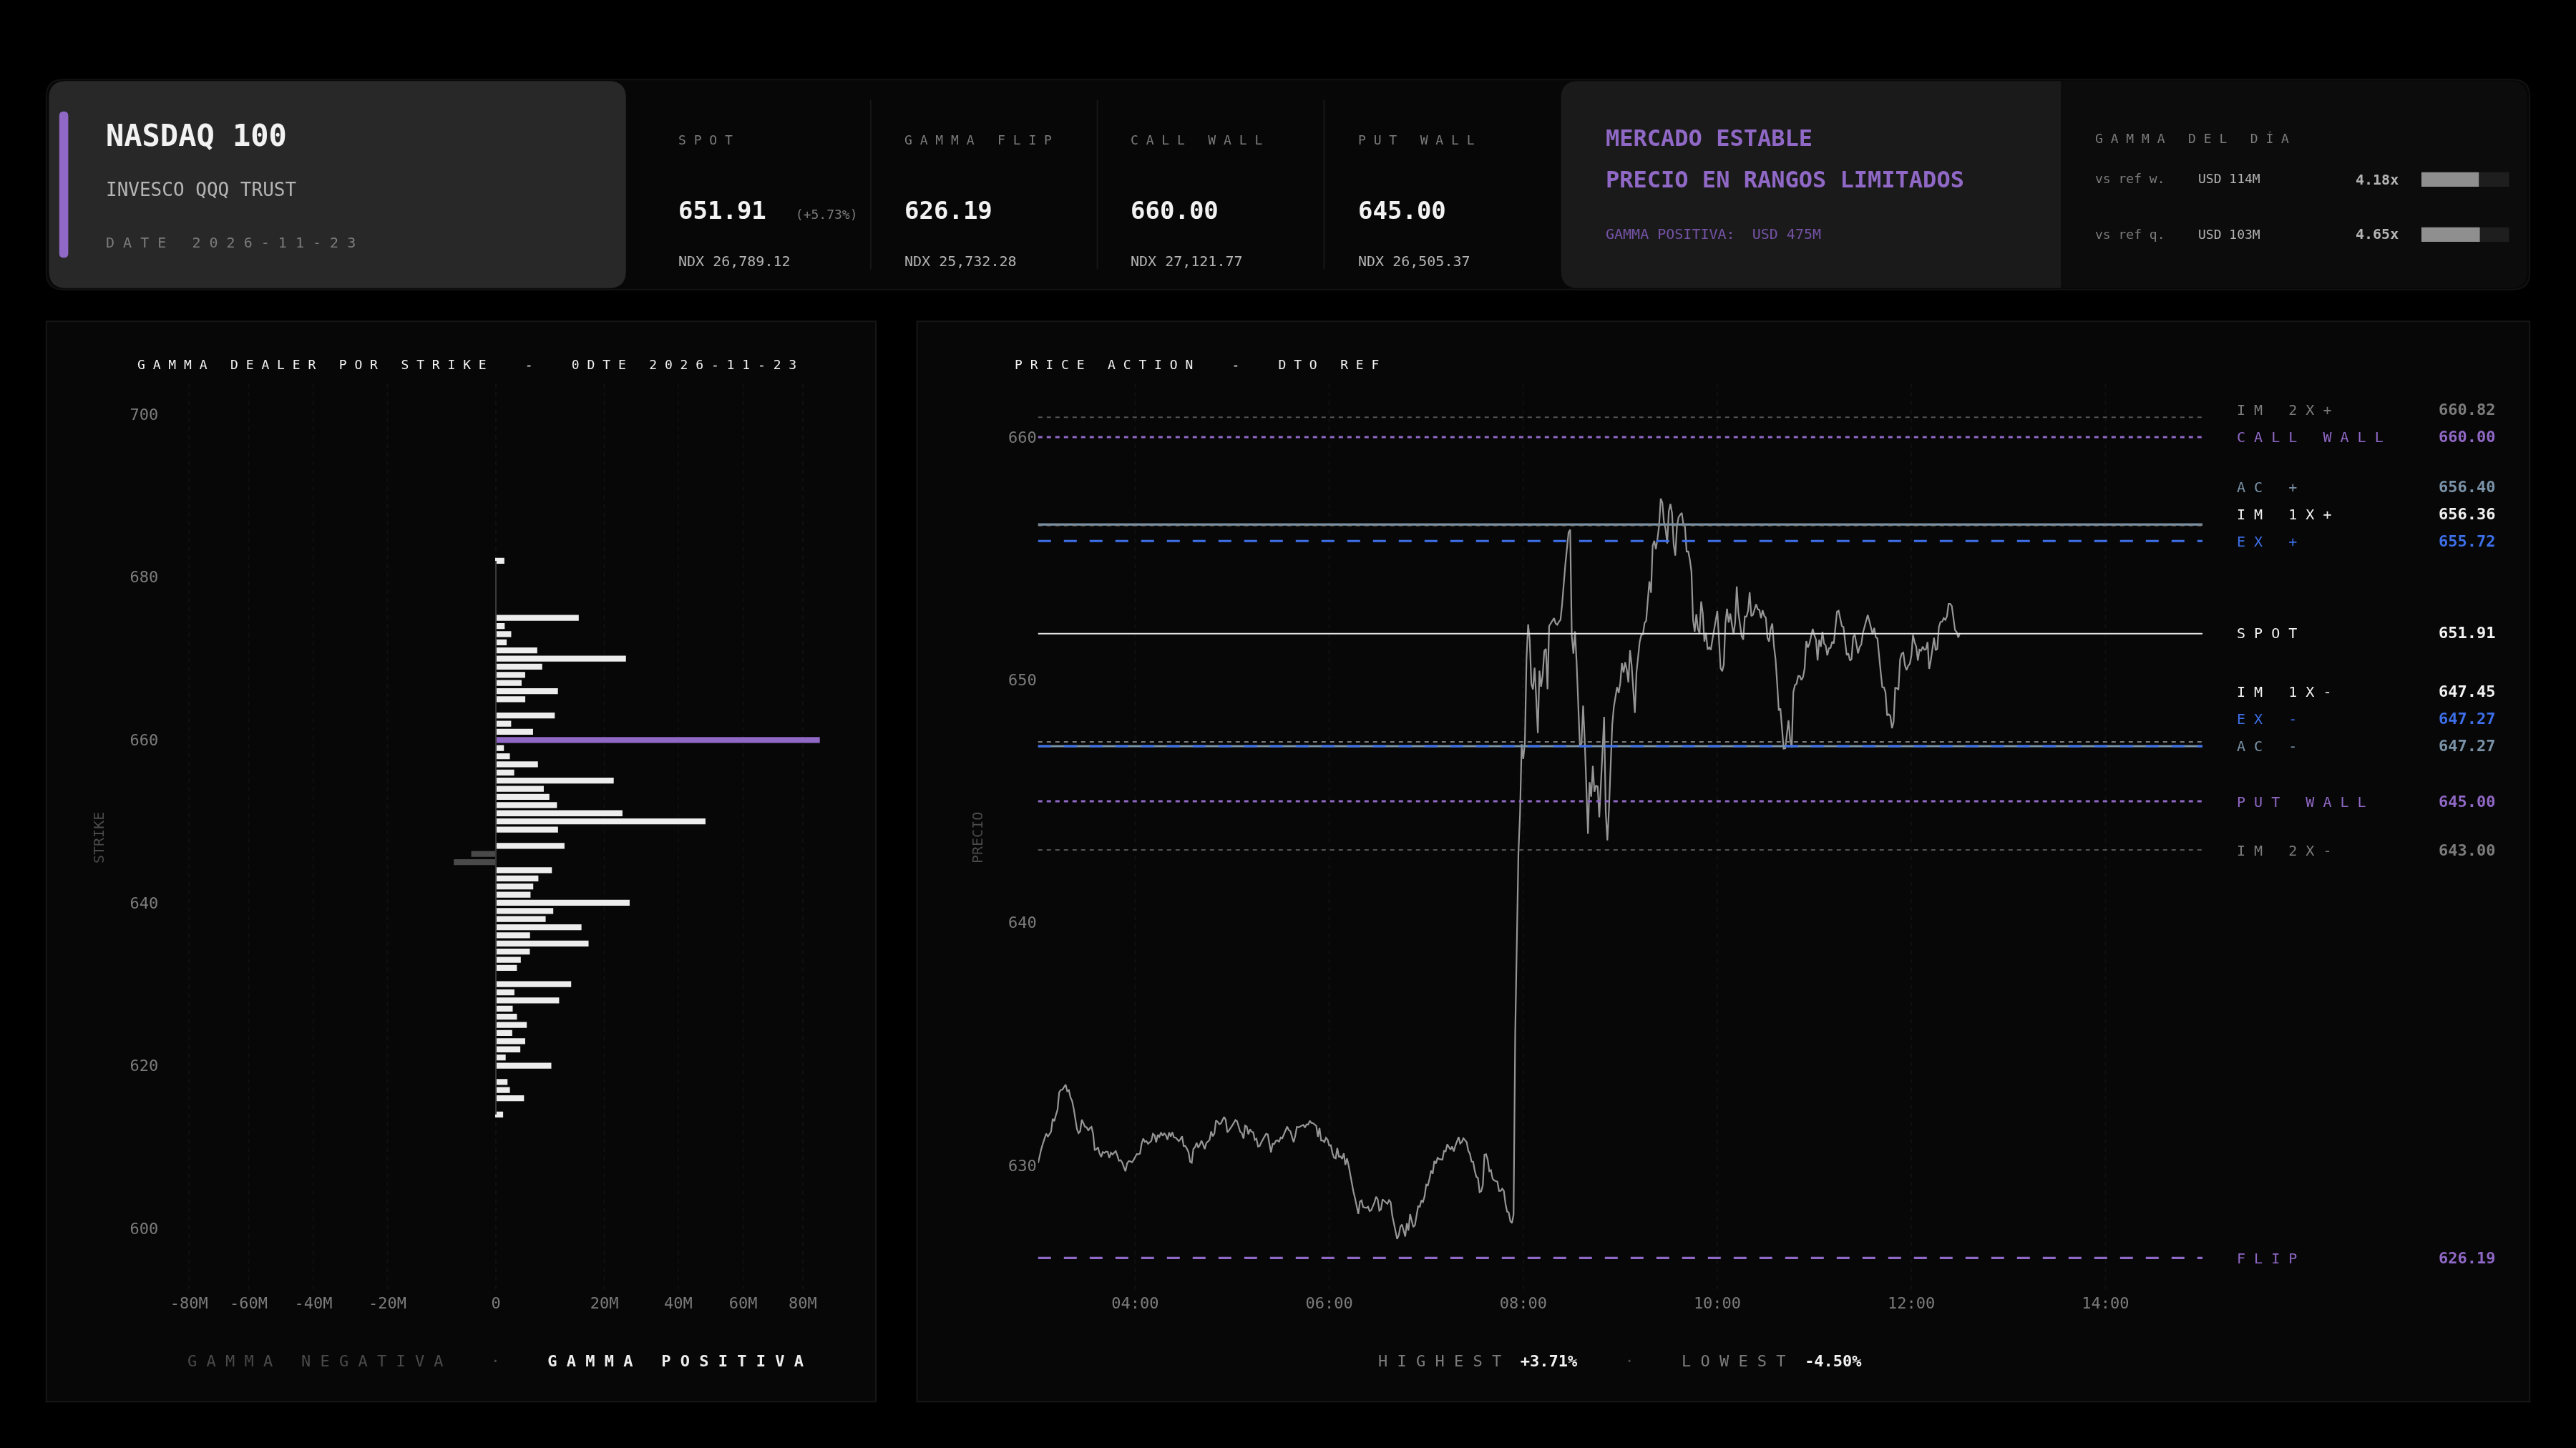 NASDAQ 100
INVESCO QQQ TRUST
DATE 2026-11-23
SPOT
651.91 (+5.73%)
NDX 26,789.12
GAMMA FLIP
626.19
NDX 25,732.28
CALL WALL
660.00
NDX 27,121.77
PUT WALL
645.00
NDX 26,505.37
MERCADO ESTABLE
PRECIO EN RANGOS LIMITADOS
GAMMA POSITIVA: USD 475M
GAMMA DEL DÍA
vs ref w. USD 114M 4.18x
vs ref q. USD 103M 4.65x
GAMMA DEALER POR STRIKE - 0DTE 2026-11-23
700
680
660
640
620
600
STRIKE
-80M -60M -40M -20M 0 20M 40M 60M 80M
GAMMA NEGATIVA · GAMMA POSITIVA
PRICE ACTION - DTO REF
660
650
640
630
PRECIO
04:00 06:00 08:00 10:00 12:00 14:00
IM 2X+ 660.82
CALL WALL 660.00
AC + 656.40
IM 1X+ 656.36
EX + 655.72
SPOT 651.91
IM 1X- 647.45
EX - 647.27
AC - 647.27
PUT WALL 645.00
IM 2X- 643.00
FLIP 626.19
HIGHEST +3.71% · LOWEST -4.50%